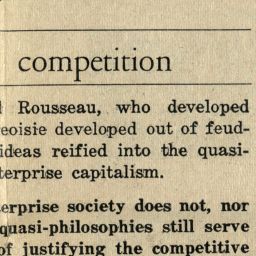 competition
Rousseau, who developed
eoisie developed out of feud-
ideas reified into the quasi-
terprise capitalism.
erprise society does not, nor
quasi-philosophies still serve
of justifying the competitive